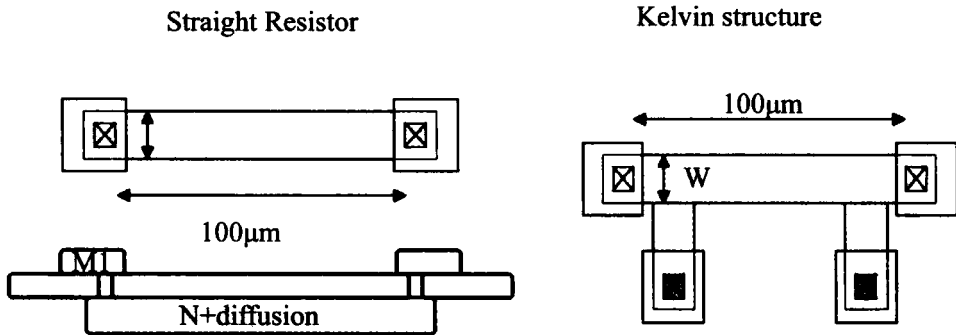 Straight Resistor
Kelvin structure
100μm
W
100μm
M1
N+diffusion